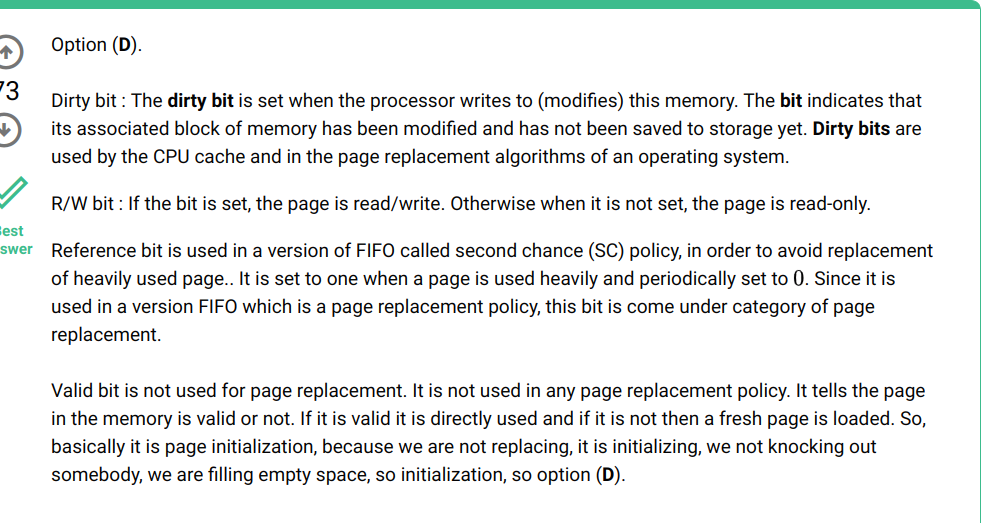 Option (D).
73
Dirty bit : The dirty bit is set when the processor writes to (modifies) this memory. The bit indicates that
its associated block of memory has been modified and has not been saved to storage yet. Dirty bits are
used by the CPU cache and in the page replacement algorithms of an operating system.
R/W bit : If the bit is set, the page is read/write. Otherwise when it is not set, the page is read-only.
est
swer
Reference bit is used in a version of FIFO called second chance (SC) policy, in order to avoid replacement
of heavily used page.. It is set to one when a page is used heavily and periodically set to 0. Since it is
used in a version FIFO which is a page replacement policy, this bit is come under category of page
replacement.
Valid bit is not used for page replacement. It is not used in any page replacement policy. It tells the page
in the memory is valid or not. If it is valid it is directly used and if it is not then a fresh page is loaded. So,
basically it is page initialization, because we are not replacing, it is initializing, we not knocking out
somebody, we are filling empty space, so initialization, so option (D).